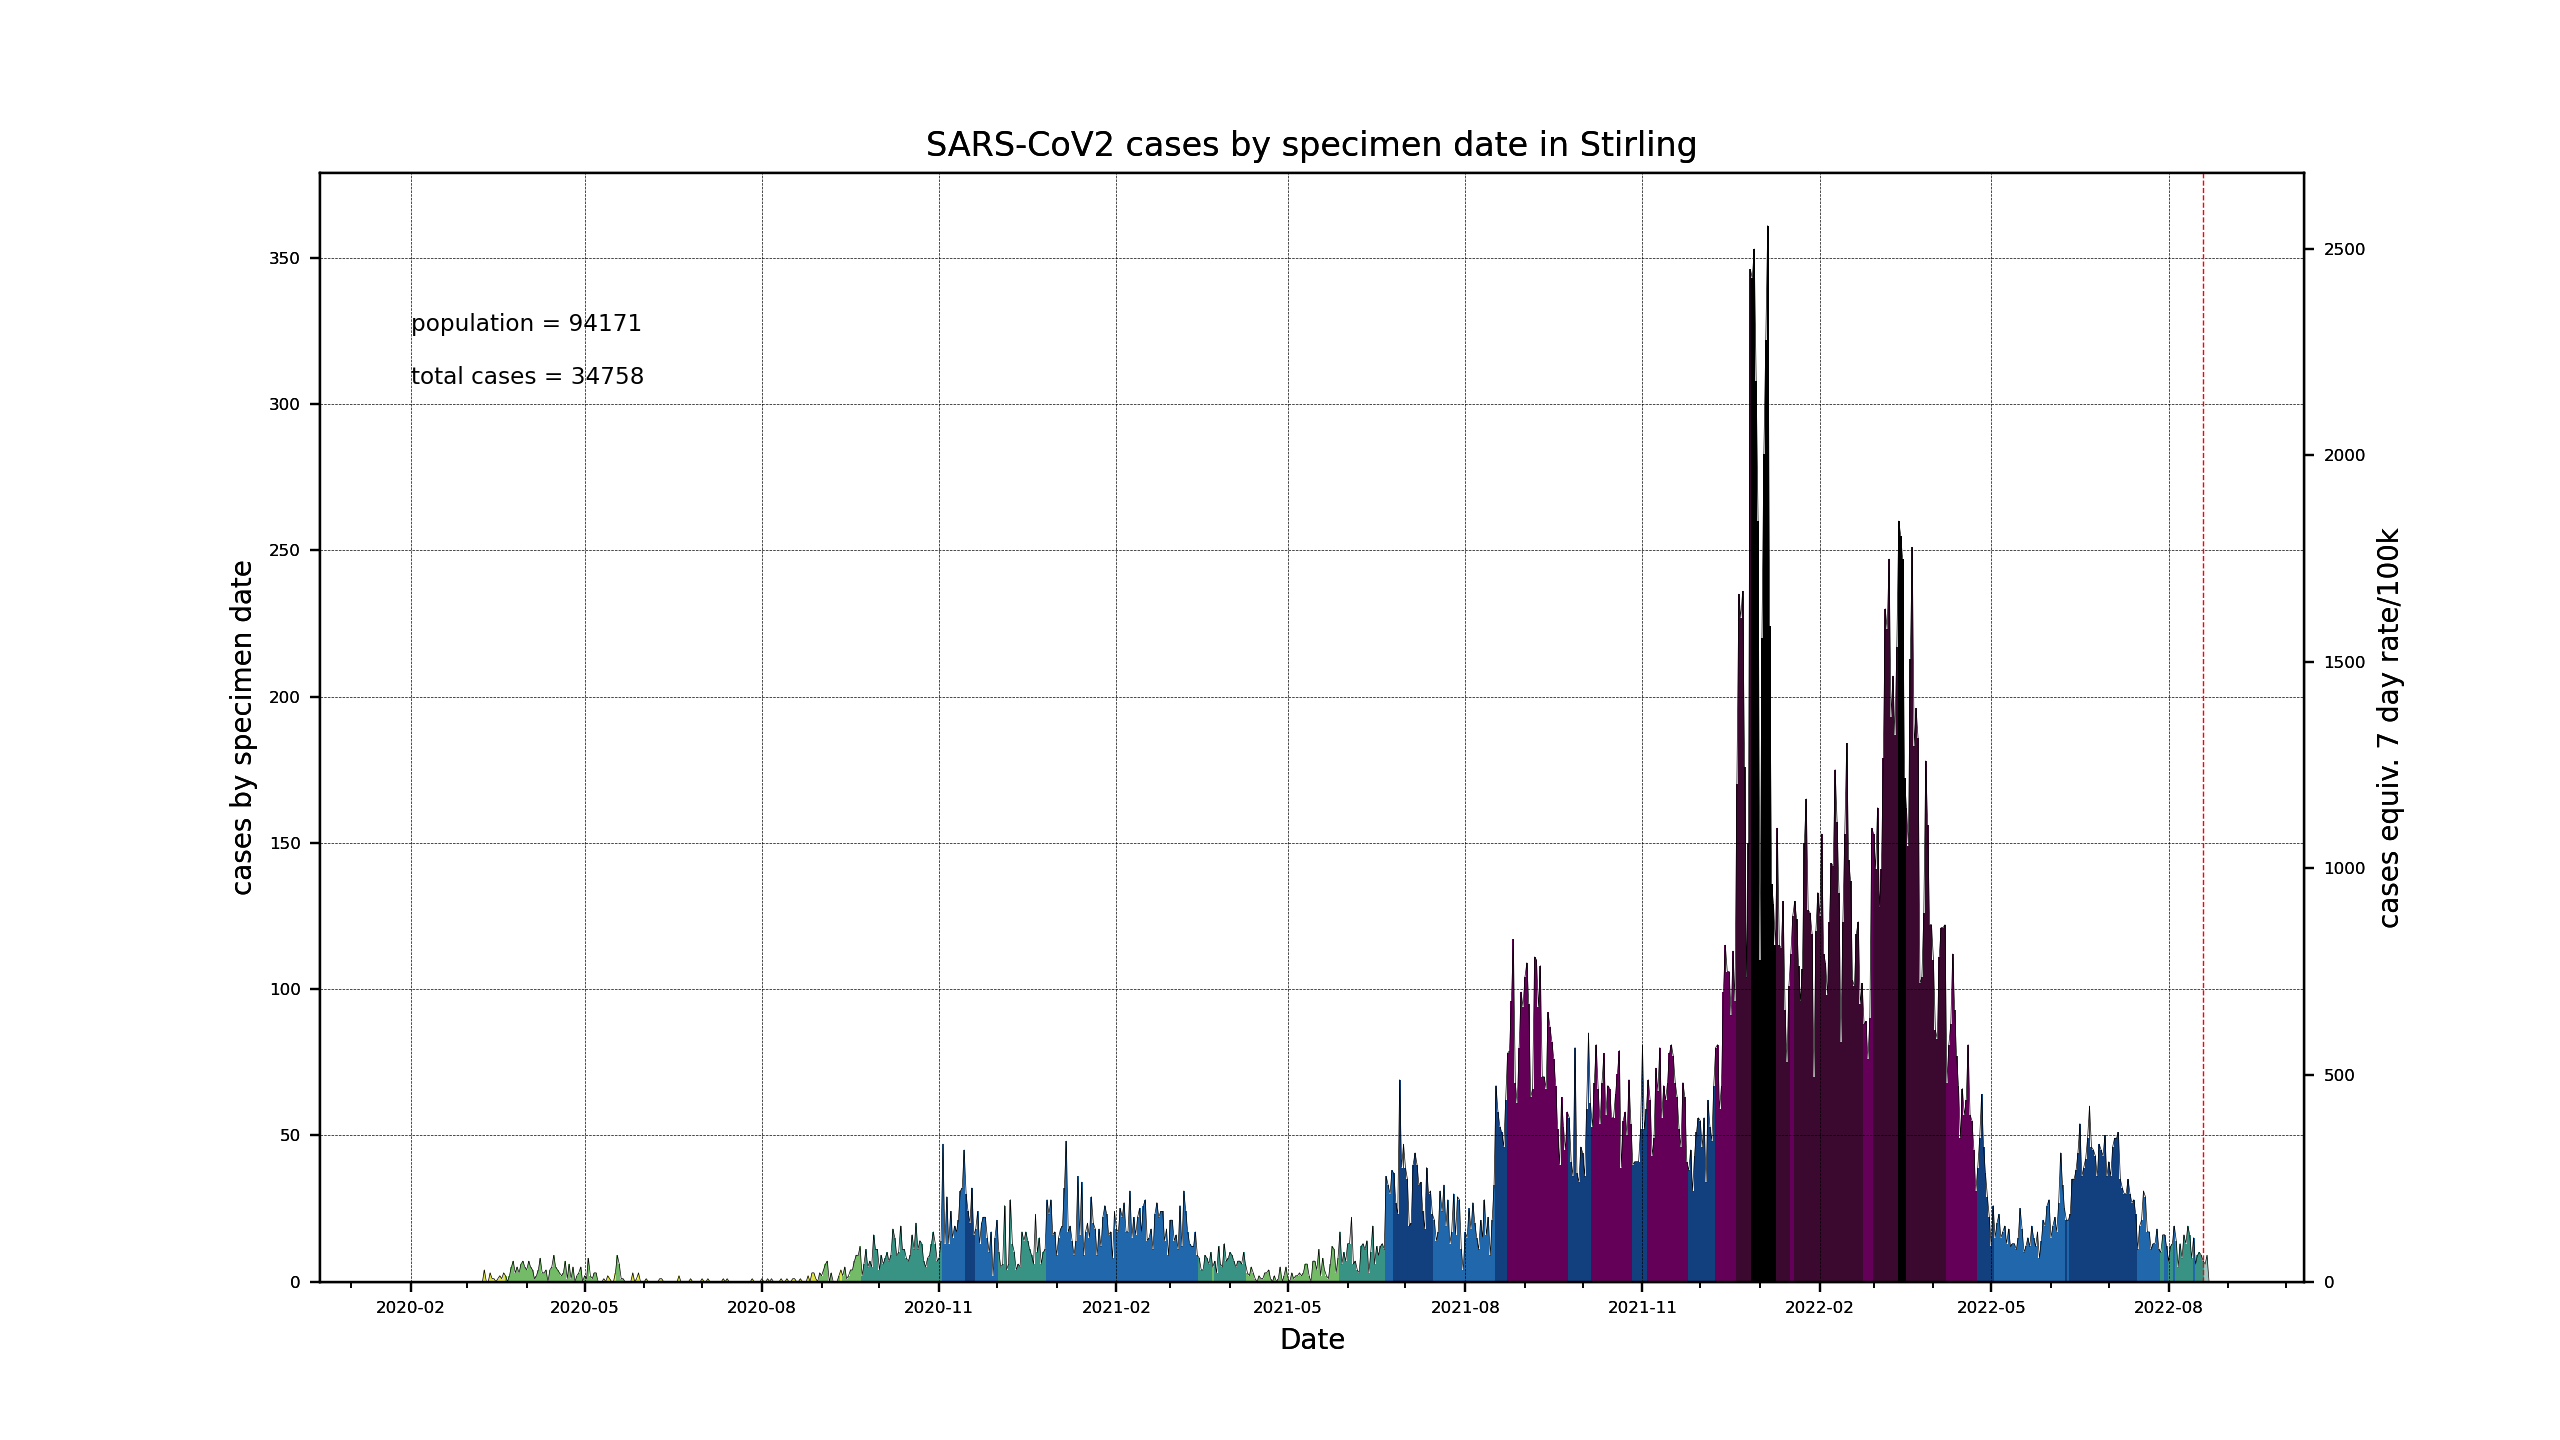 SARS-CoV2 cases by specimen date in Stirling
population = 94171
total cases = 34758
cases by specimen date
350
300
250
200
150
100
50
0
2500
2000
1500
1000
500
0
cases equiv. 7 day rate/100k
2020-02 2020-05 2020-08 2020-11 2021-02 2021-05 2021-08 2021-11 2022-02 2022-05 2022-08
Date